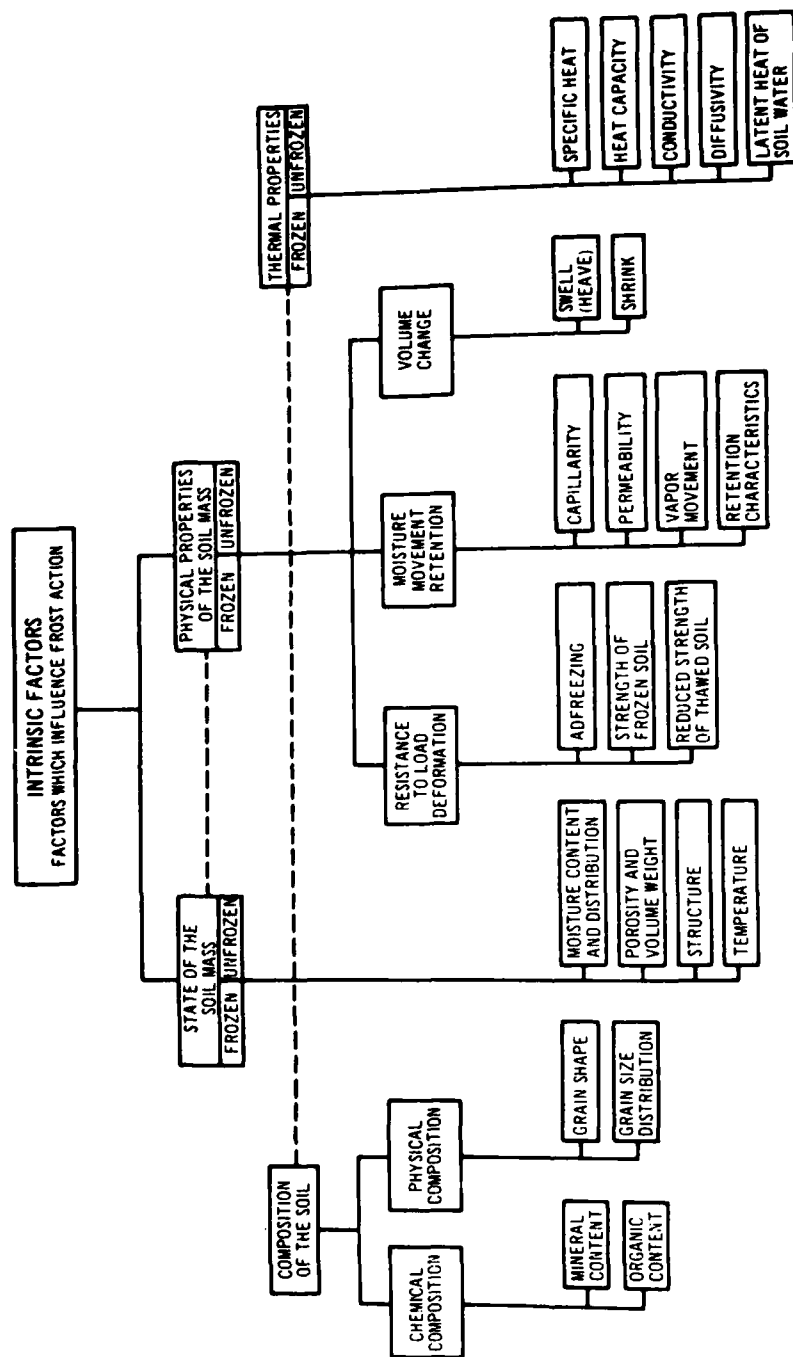 INTRINSIC FACTORS
FACTORS WHICH INFLUENCE FROST ACTION
STATE OF THE
SOIL MASS
FROZEN UNFROZEN
PHYSICAL PROPERTIES
OF THE SOIL MASS
FROZEN UNFROZEN
COMPOSITION
OF THE SOIL
THERMAL PROPERTIES
FROZEN UNFROZEN
CHEMICAL
COMPOSITION
PHYSICAL
COMPOSITION
RESISTANCE
TO LOAD
DEFORMATION
MOISTURE
MOVEMENT
RETENTION
VOLUME
CHANGE
MINERAL
CONTENT
ORGANIC
CONTENT
GRAIN SHAPE
GRAIN SIZE
DISTRIBUTION
MOISTURE CONTENT
AND DISTRIBUTION
POROSITY AND
VOLUME WEIGHT
STRUCTURE
TEMPERATURE
ADFREEZING
STRENGTH OF
FROZEN SOIL
REDUCED STRENGTH
OF THAWED SOIL
CAPILLARITY
PERMEABILITY
VAPOR
MOVEMENT
RETENTION
CHARACTERISTICS
SWELL
(HEAVE)
SHRINK
SPECIFIC HEAT
HEAT CAPACITY
CONDUCTIVITY
DIFFUSIVITY
LATENT HEAT OF
SOIL WATER